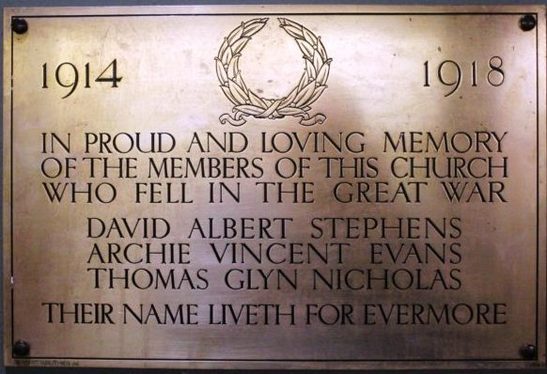 1914 1918
IN PROUD AND LOVING MEMORY
OF THE MEMBERS OF THIS CHURCH
WHO FELL IN THE GREAT WAR
DAVID ALBERT STEPHENS
ARCHIE VINCENT EVANS
THOMAS GLYN NICHOLAS
THEIR NAME LIVETH FOR EVERMORE